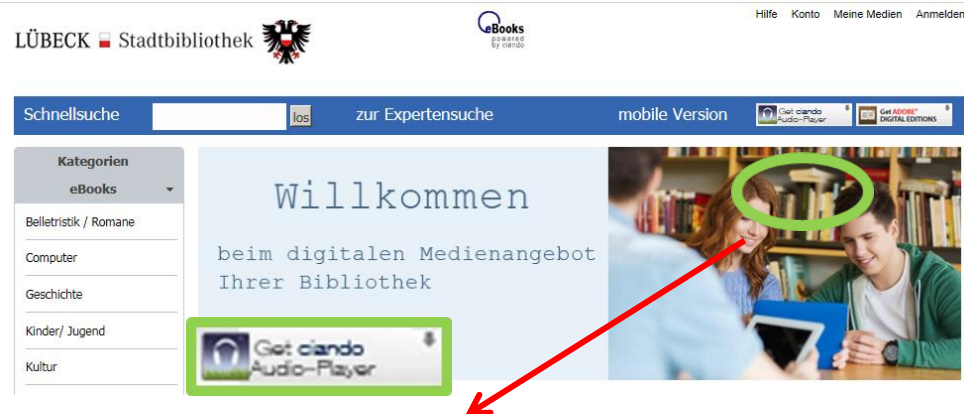 Hilfe Konto Meine Medien Anmelden
LÜBECK Stadtbibliothek
eBooks
powered
by ciando
Schnellsuche los zur Expertensuche mobile Version
Get ciando
Audio-Player
Get ADOBE®
DIGITAL EDITIONS
Kategorien
eBooks
Belletristik / Romane
Computer
Geschichte
Kinder/ Jugend
Kultur
Willkommen
beim digitalen Medienangebot
Ihrer Bibliothek
Get ciando
Audio-Player